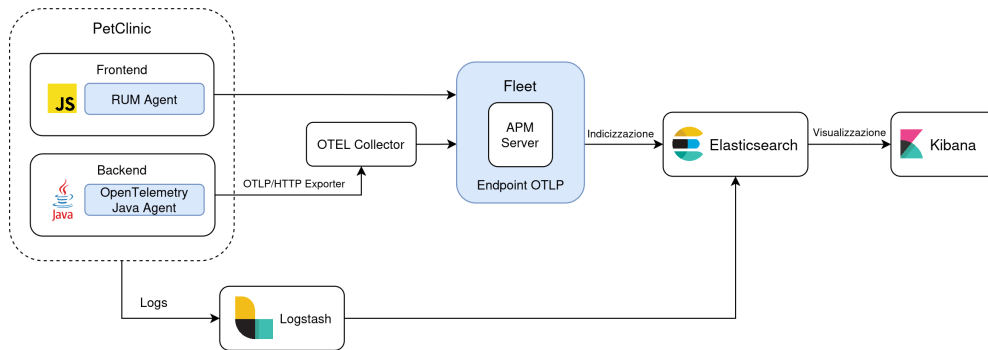 PetClinic
Frontend
JS
RUM Agent
Backend
Java
OpenTelemetry
Java Agent
OTLP/HTTP Exporter
OTEL Collector
Fleet
APM
Server
Endpoint OTLP
Indicizzazione
Elasticsearch
Visualizzazione
Kibana
Logs
Logstash